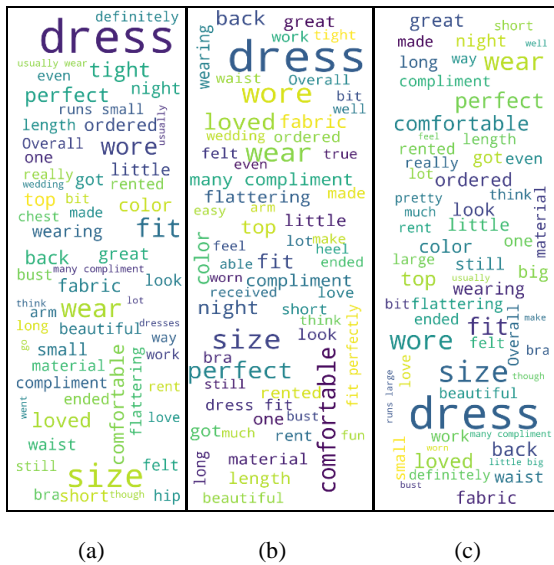 definitely
dress
usually wear
even
tight
perfect
night
runs small
usually
length
ordered
Overall
wore
one
really
little
wedding
got
rented
top
bit
color
chest
made
wearing
fit
back
great
bust
many compliment
fabric
look
think
arm
wear
lot
long
beautiful
dresses
go
small
way
material
work
compliment
comfortable
flattering
rent
went
ended
loved
love
waist
still
size
felt
bra
short
though
hip
back
great
work
tight
wearing
dress
waist
Overall
wore
bit
well
loved
fabric
wedding
ordered
felt
wear
true
even
many compliment
flattering
made
easy
arm
top
little
color
feel
lot
make
able
fit
heel
ended
worn
compliment
received
love
night
short
think
size
look
bra
perfect
fit perfectly
still
rented
comfortable
dress fit
one
bust
got
much
rent
fun
long
material
length
beautiful
great
short
made
night
well
long
way
wear
compliment
perfect
comfortable
feel
length
rented
got
even
really
lot
ordered
material
pretty
think
much
look
rent
little
one
color
still
large
big
top
usually
wearing
bit
flattering
ended
fit
Overall
make
wore
felt
bra
love
size
though
runs large
beautiful
dress
work
many compliment
small
worn
back
loved
little big
definitely
waist
bust
fabric
(a)
(b)
(c)